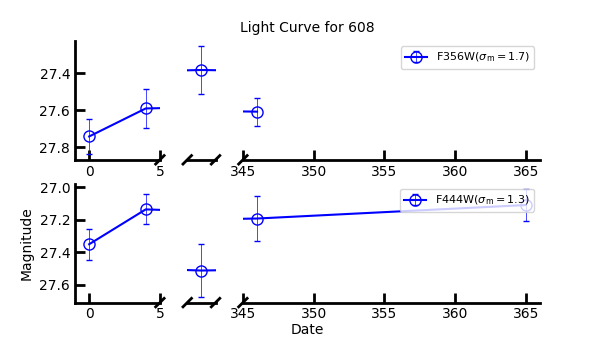 Light Curve for 608
F356W(σm = 1.7)
27.4
27.6
27.8
0 5 345 350 355 360 365
F444W(σm = 1.3)
27.0
27.2
27.4
27.6
Magnitude
0 5 345 350 355 360 365
Date